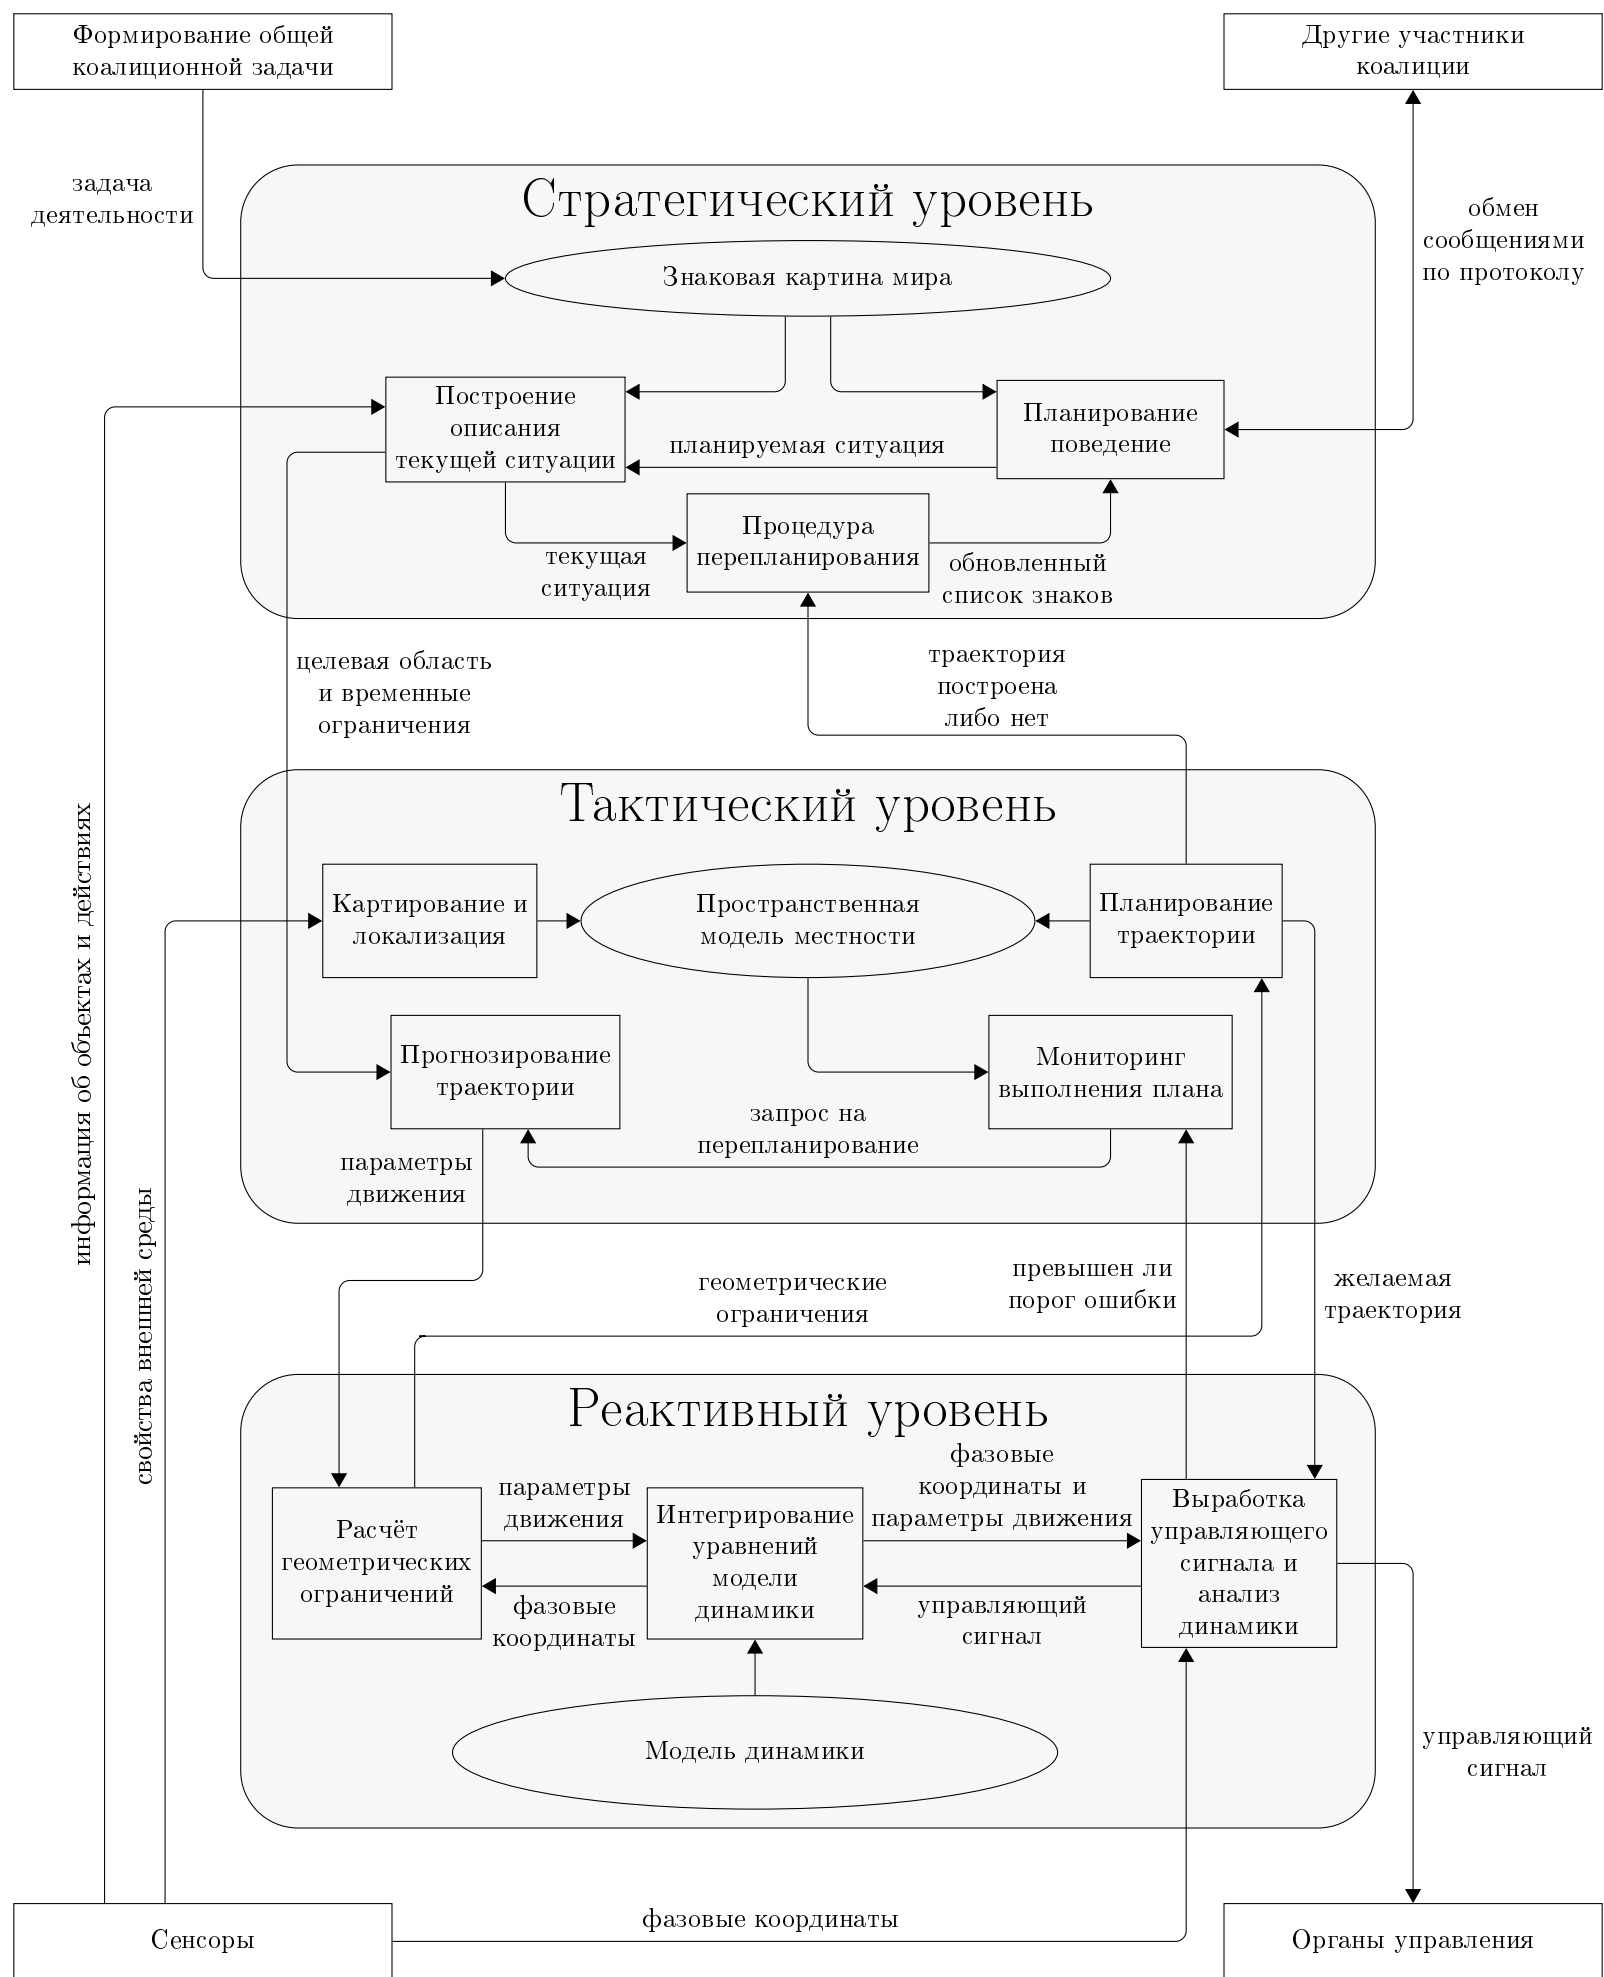 Формирование общей
коалиционной задачи
Другие участники
коалиции
задача
деятельности
Стратегический уровень
обмен
сообщениями
по протоколу
Знаковая картина мира
Построение
описания
текущей ситуации
Планирование
поведение
планируемая ситуация
Процедура
перепланирования
текущая
ситуация
обновленный
список знаков
целевая область
и временные
ограничения
траектория
построена
либо нет
Тактический уровень
информация об объектах и действиях
Картирование и
локализация
Пространственная
модель местности
Планирование
траектории
Прогнозирование
траектории
Мониторинг
выполнения плана
запрос на
перепланирование
параметры
движения
свойства внешней среды
геометрические
ограничения
превышен ли
порог ошибки
желаемая
траектория
Реактивный уровень
параметры
движения
фазовые
координаты и
параметры движения
Расчёт
геометрических
ограничений
Интегрирование
уравнений
модели
динамики
Выработка
управляющего
сигнала и
анализ
динамики
фазовые
координаты
управляющий
сигнал
Модель динамики
управляющий
сигнал
фазовые координаты
Сенсоры
Органы управления